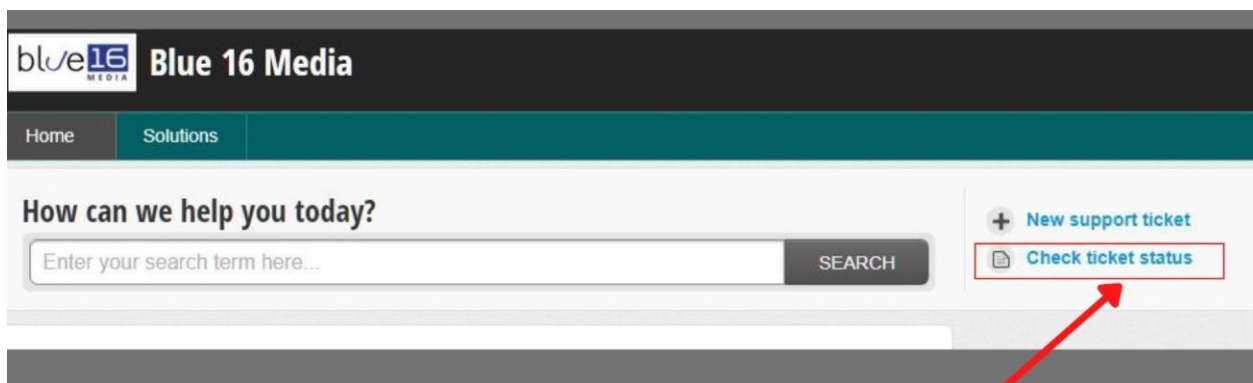 blue16
MEDIA
Blue 16 Media
Home
Solutions
How can we help you today?
Enter your search term here...
SEARCH
New support ticket
Check ticket status